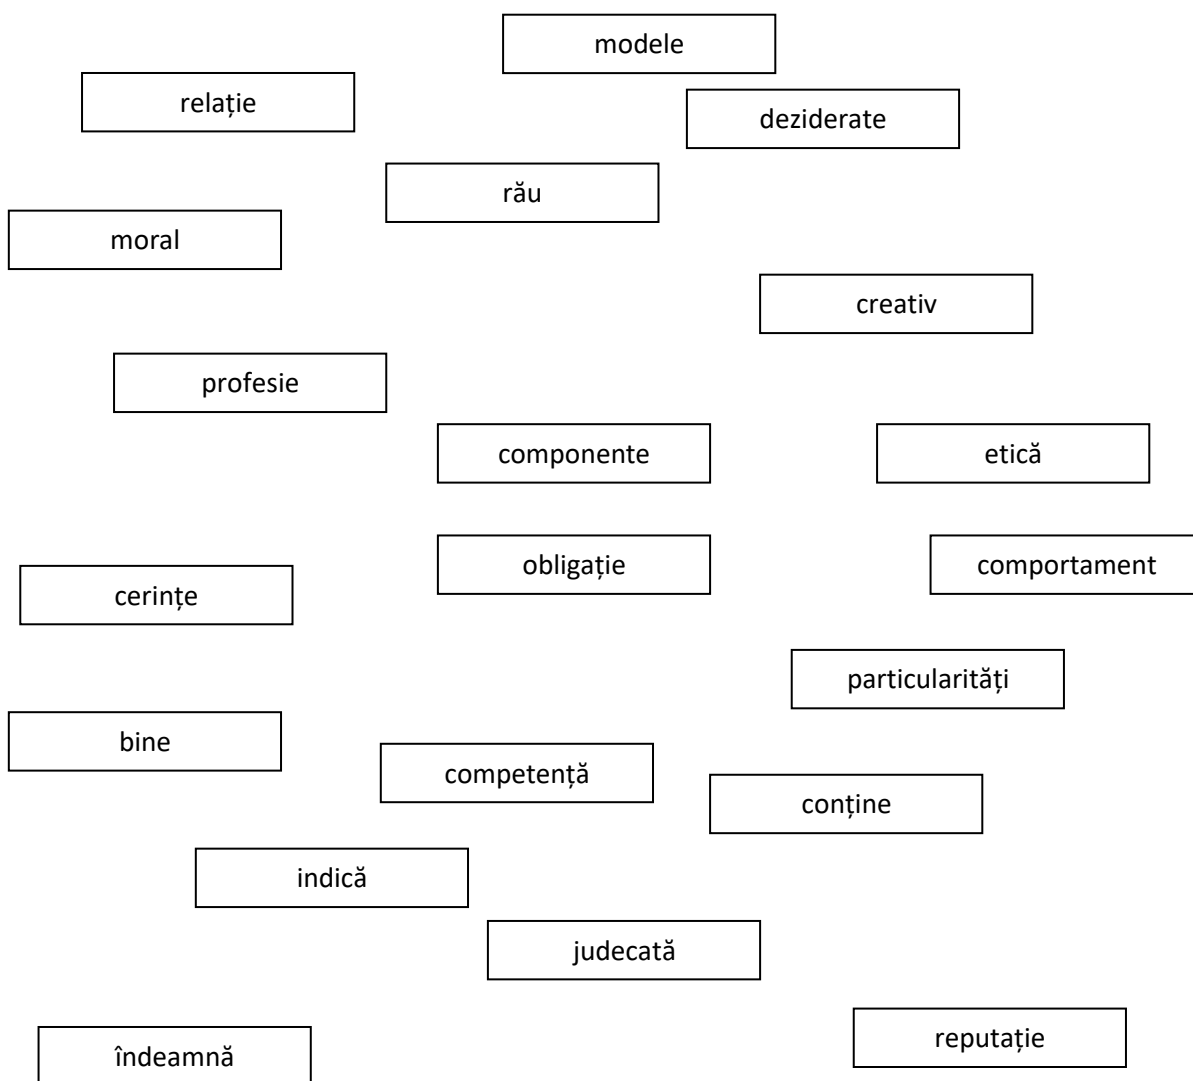 modele
relație
deziderate
rău
moral
creativ
profesie
componente
etică
obligație
comportament
cerințe
particularități
bine
competență
conține
indică
judecată
reputație
îndeamnă